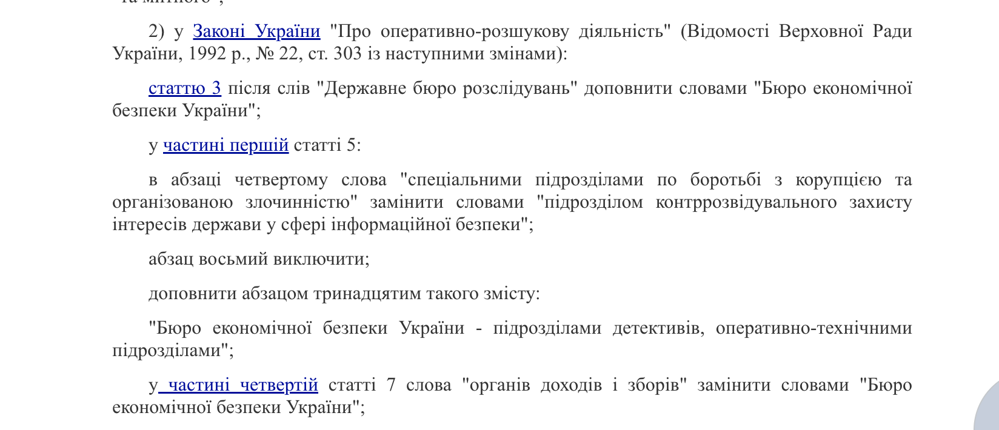 та митного";
2) у Законі України "Про оперативно-розшукову діяльність" (Відомості Верховної Ради
України, 1992 р., № 22, ст. 303 із наступними змінами):
статтю 3 після слів "Державне бюро розслідувань" доповнити словами "Бюро економічної
безпеки України";
у частині першій статті 5:
в абзаці четвертому слова "спеціальними підрозділами по боротьбі з корупцією та
організованою злочинністю" замінити словами "підрозділом контррозвідувального захисту
інтересів держави у сфері інформаційної безпеки";
абзац восьмий виключити;
доповнити абзацом тринадцятим такого змісту:
"Бюро економічної безпеки України - підрозділами детективів, оперативно-технічними
підрозділами";
у частині четвертій статті 7 слова "органів доходів і зборів" замінити словами "Бюро
економічної безпеки України";